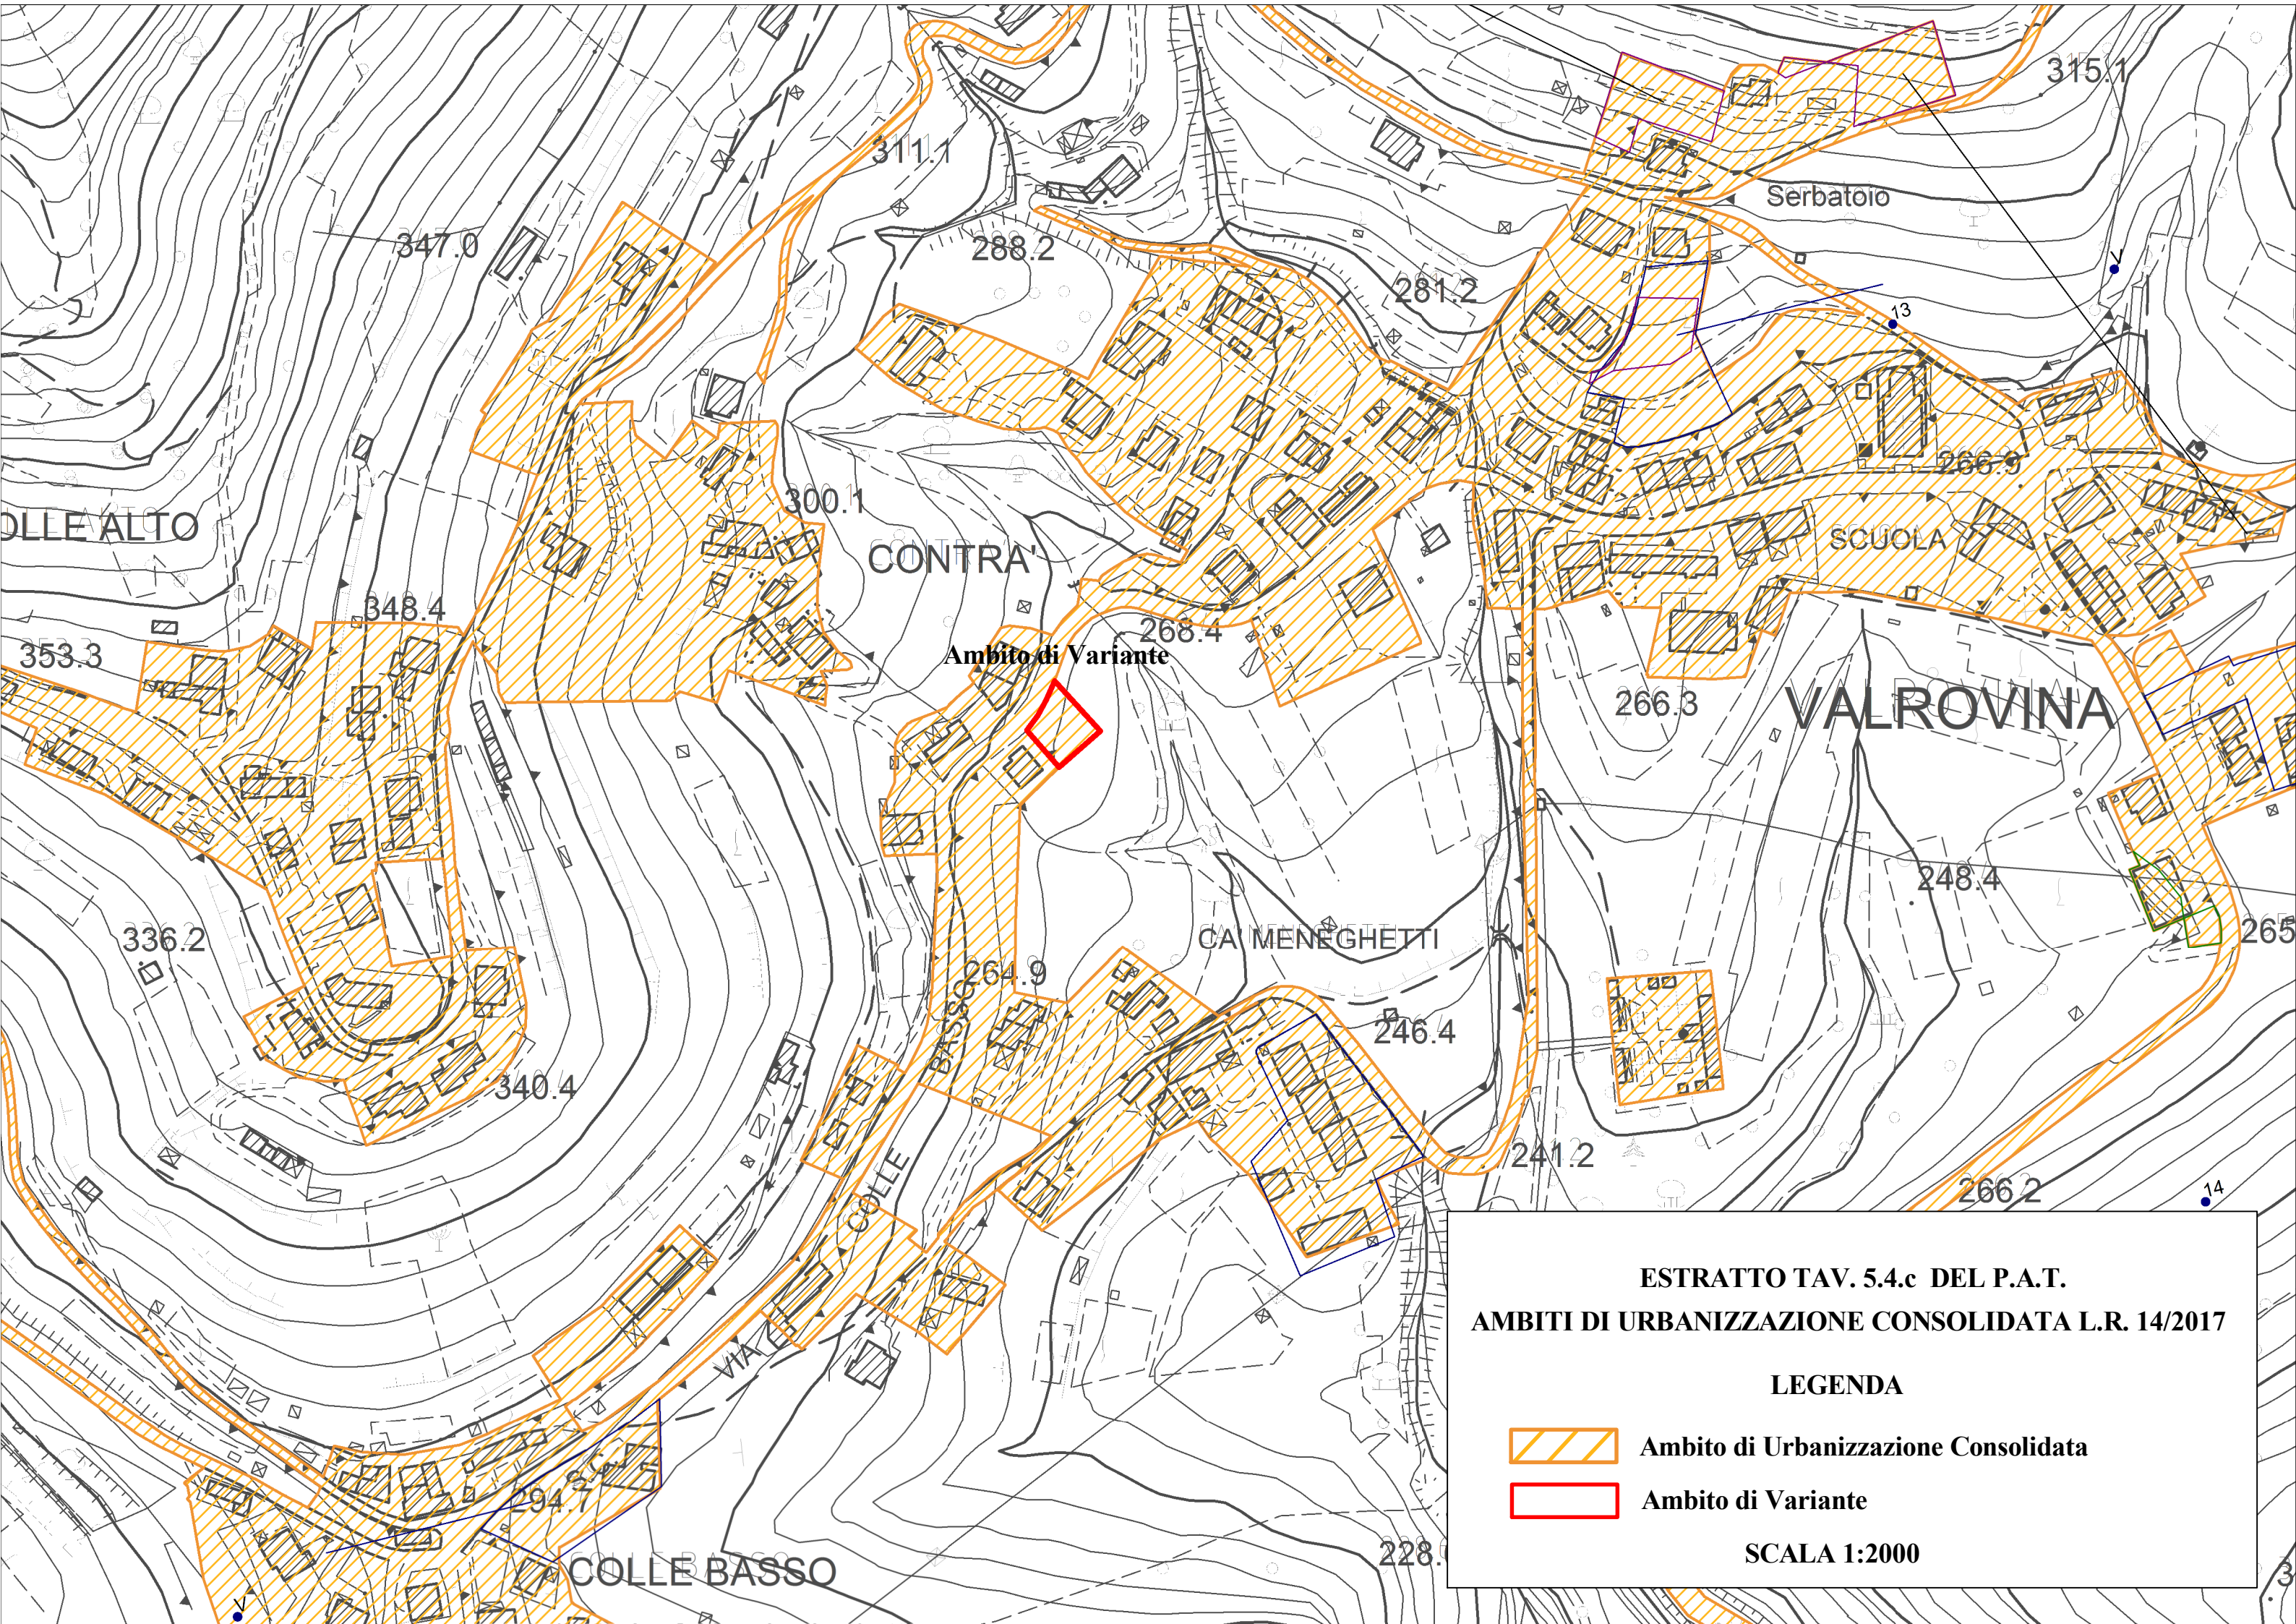 315.1
311.1
Serbatoio
347.0
288.2
281.2
V
13
266.9
300.1
OLLE ALTO
CONTRA'
SCUOLA
348.4
268.4
353.3
Ambito di Variante
266.3
VALROVINA
248.4
336.2
CA' MENEGHETTI
265
264.9
246.4
340.4
241.2
266.2
14
VIA COLLE BASSO
294.7
COLLE BASSO
228.
3
V
ESTRATTO TAV. 5.4.c DEL P.A.T.
AMBITI DI URBANIZZAZIONE CONSOLIDATA L.R. 14/2017
LEGENDA
Ambito di Urbanizzazione Consolidata
Ambito di Variante
SCALA 1:2000